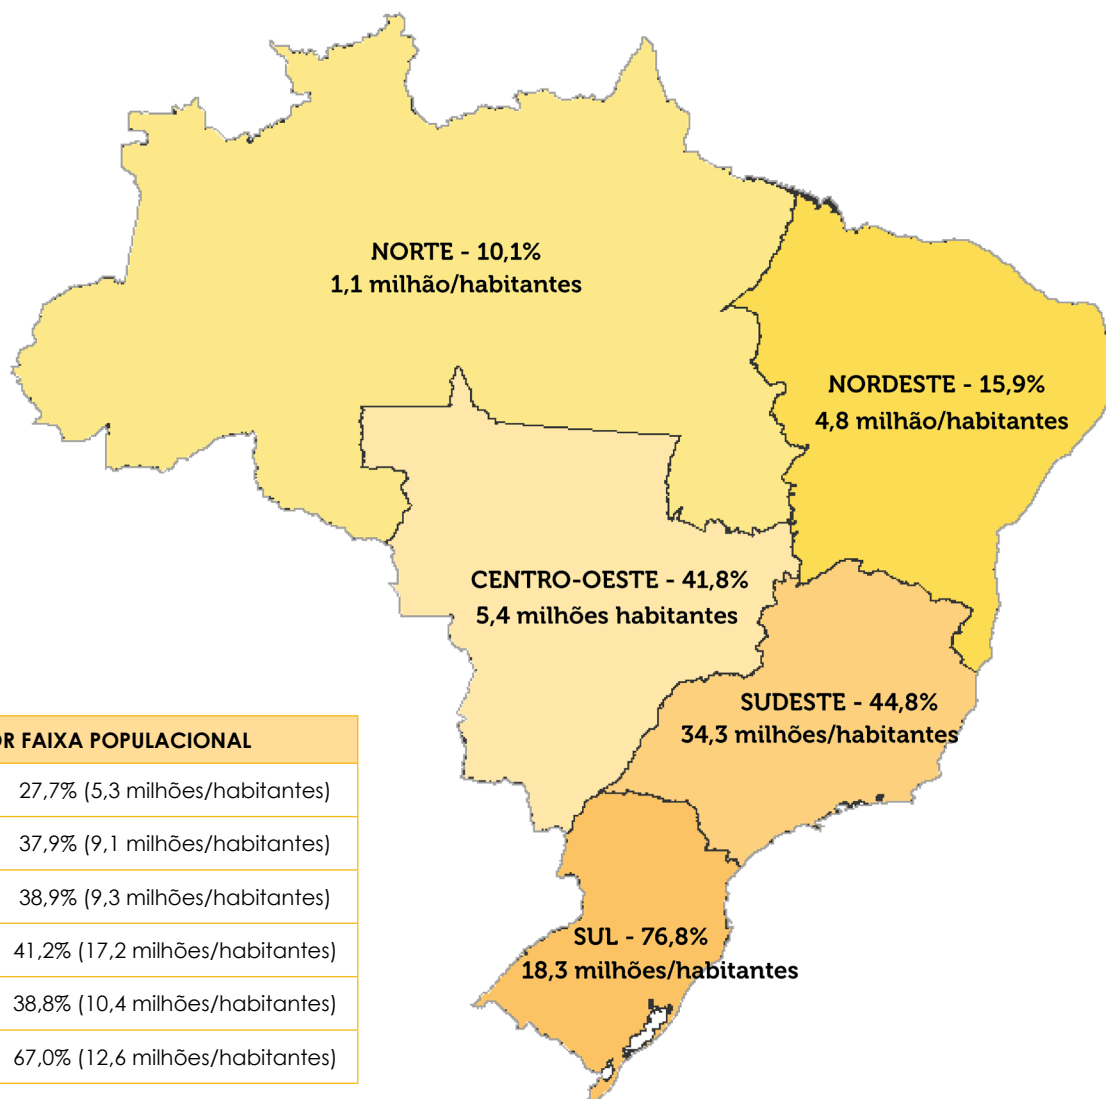 NORTE - 10,1%
1,1 milhão/habitantes
NORDESTE - 15,9%
4,8 milhão/habitantes
CENTRO-OESTE - 41,8%
5,4 milhões habitantes
SUDESTE - 44,8%
34,3 milhões/habitantes
SUL - 76,8%
18,3 milhões/habitantes
FAIXA POPULACIONAL
27,7% (5,3 milhões/habitantes)
37,9% (9,1 milhões/habitantes)
38,9% (9,3 milhões/habitantes)
41,2% (17,2 milhões/habitantes)
38,8% (10,4 milhões/habitantes)
67,0% (12,6 milhões/habitantes)